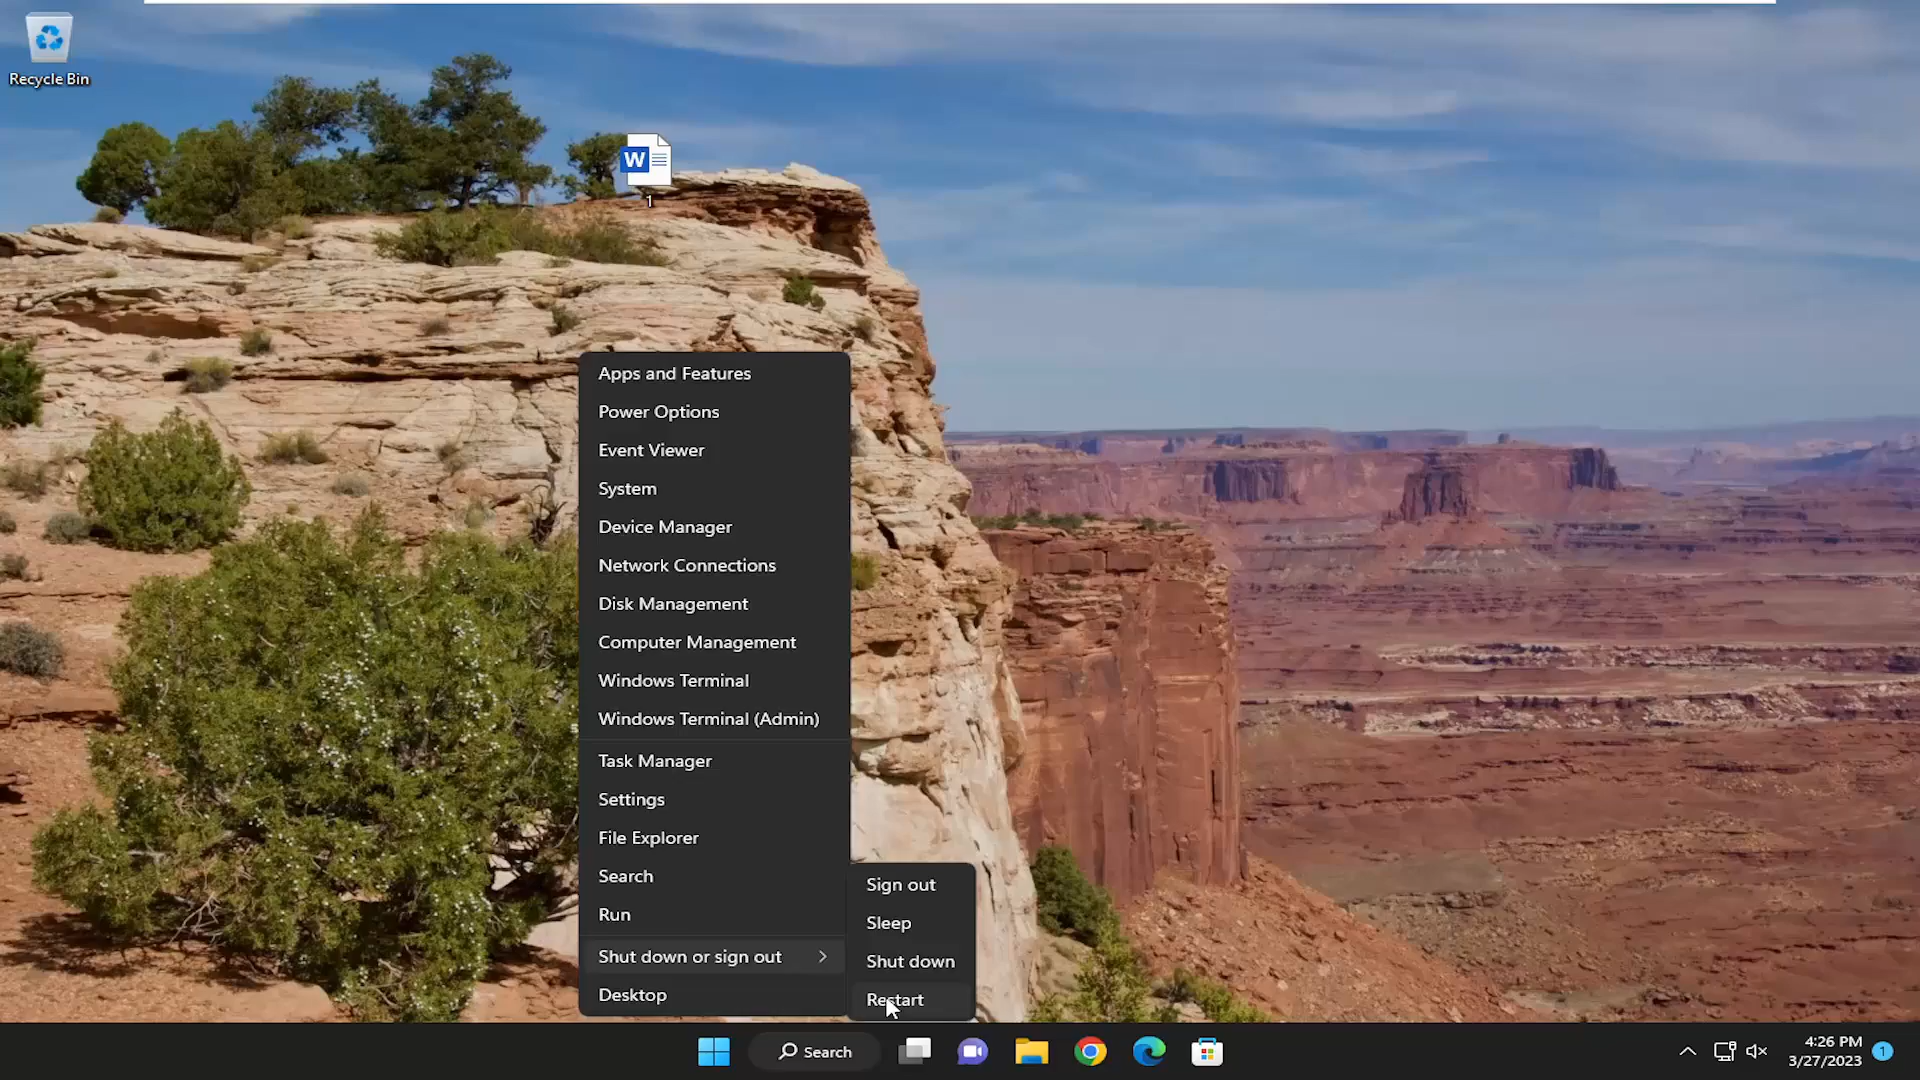 Recycle Bin
W
1
Apps and Features
Power Options
Event Viewer
System
Device Manager
Network Connections
Disk Management
Computer Management
Windows Terminal
Windows Terminal (Admin)
Task Manager
Settings
File Explorer
Search
Run
Shut down or sign out
Desktop
Sign out
Sleep
Shut down
Restart
Search
4:26 PM
3/27/2023
1